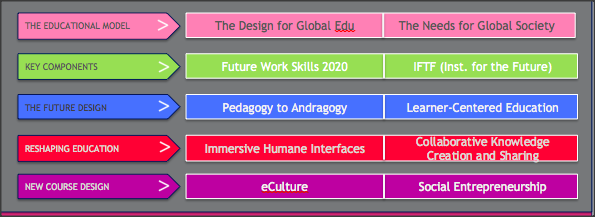 THE EDUCATIONAL MODEL > The Design for Global Edu The Needs for Global Society
KEY COMPONENTS > Future Work Skills 2020 IFTF (Inst. for the Future)
THE FUTURE DESIGN > Pedagogy to Andragogy Learner-Centered Education
RESHAPING EDUCATION > Immersive Humane Interfaces Collaborative Knowledge
Creation and Sharing
NEW COURSE DESIGN > eCulture Social Entrepreneurship